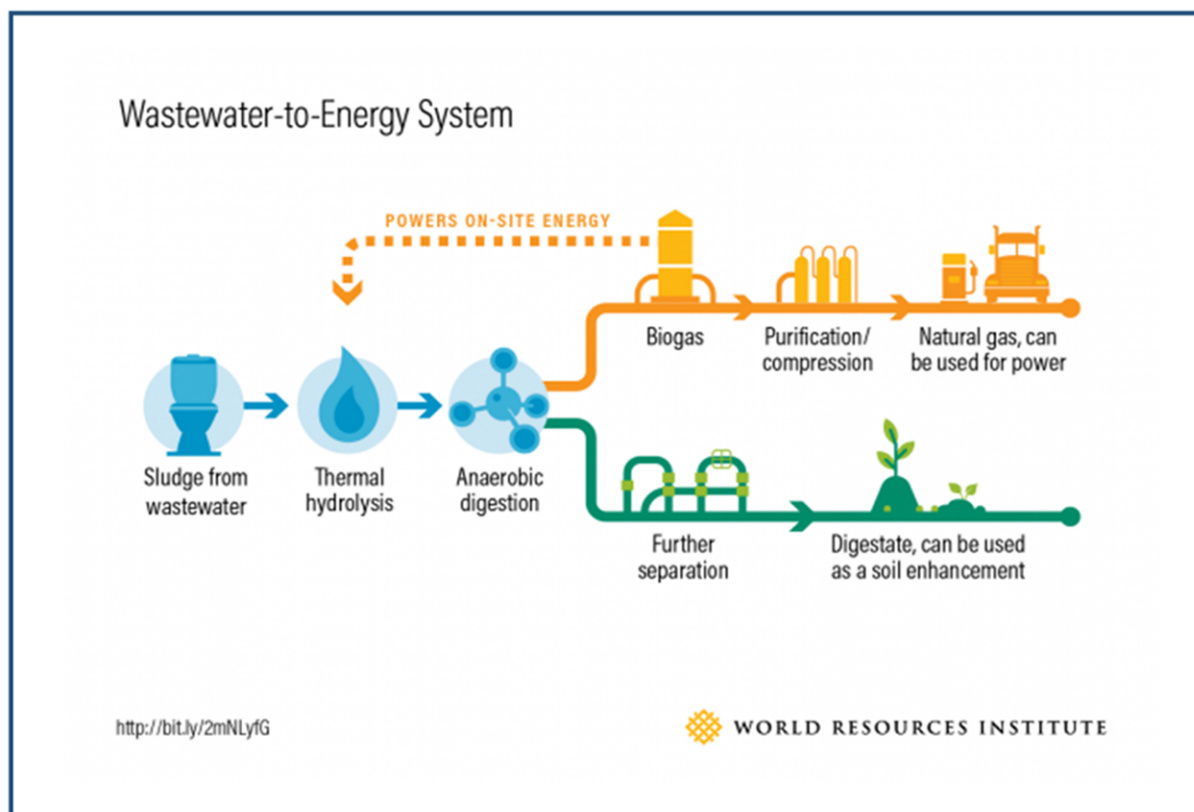 Wastewater-to-Energy System
POWERS ON-SITE ENERGY
Biogas
Purification/
compression
Natural gas, can
be used for power
Sludge from
wastewater
Thermal
hydrolysis
Anaerobic
digestion
Further
separation
Digestate, can be used
as a soil enhancement
http://bit.ly/2mNLyfG
WORLD RESOURCES INSTITUTE